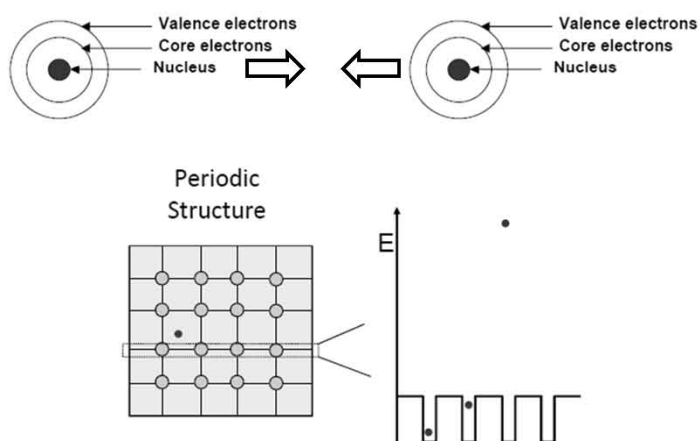 Valence electrons
Core electrons
Nucleus
Valence electrons
Core electrons
Nucleus
Periodic
Structure
E